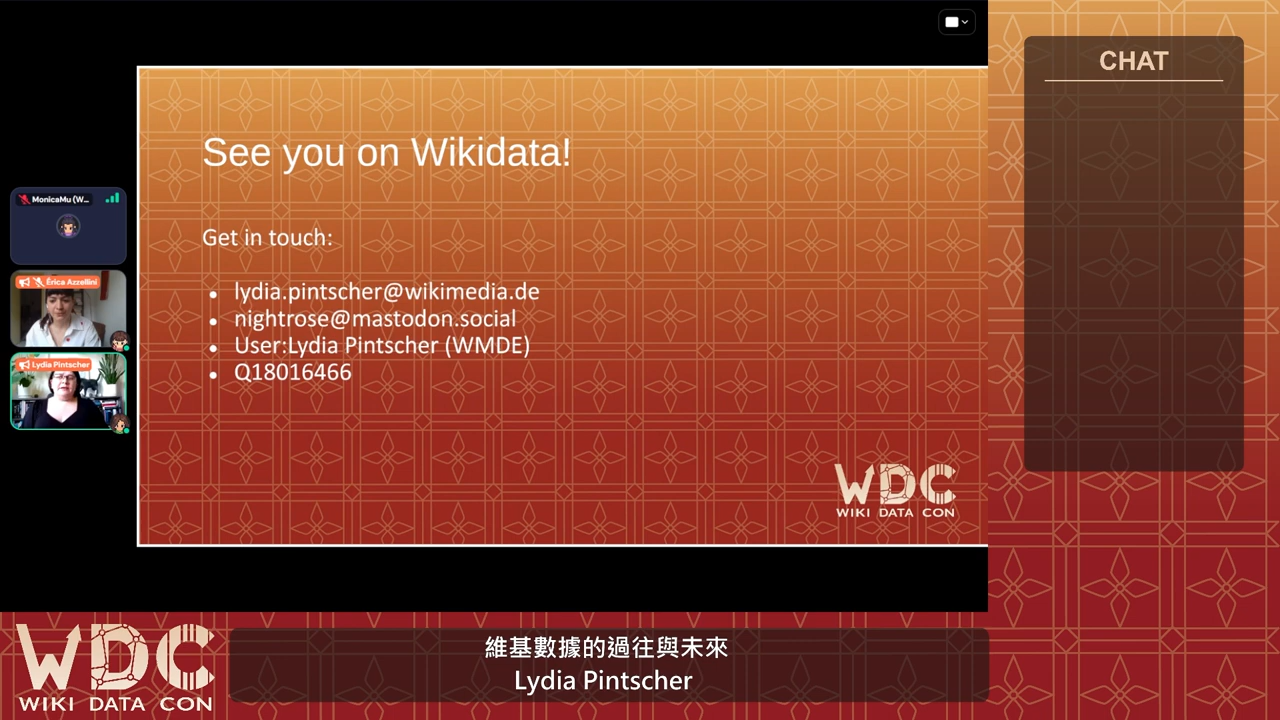 CHAT
See you on Wikidata!
Get in touch:
lydia.pintscher@wikimedia.de
nightrose@mastodon.social
User:Lydia Pintscher (WMDE)
Q18016466
MonicaMu (W...
Érica Azzellini
Lydia Pintscher
WDC
WIKI DATA CON
WDC
WIKI DATA CON
維基數據的過往與未來
Lydia Pintscher